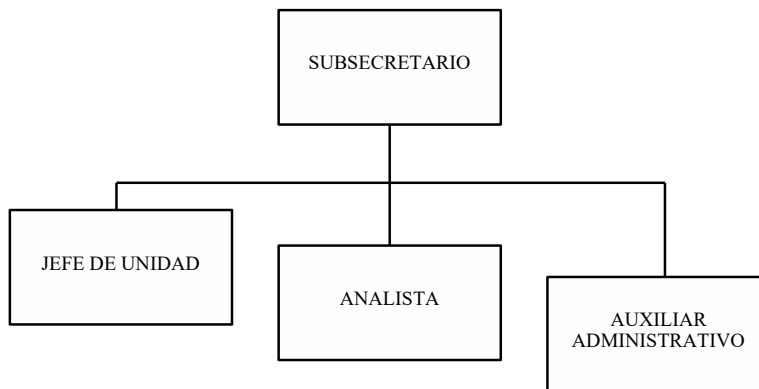 SUBSECRETARIO
JEFE DE UNIDAD
ANALISTA
AUXILIAR
ADMINISTRATIVO